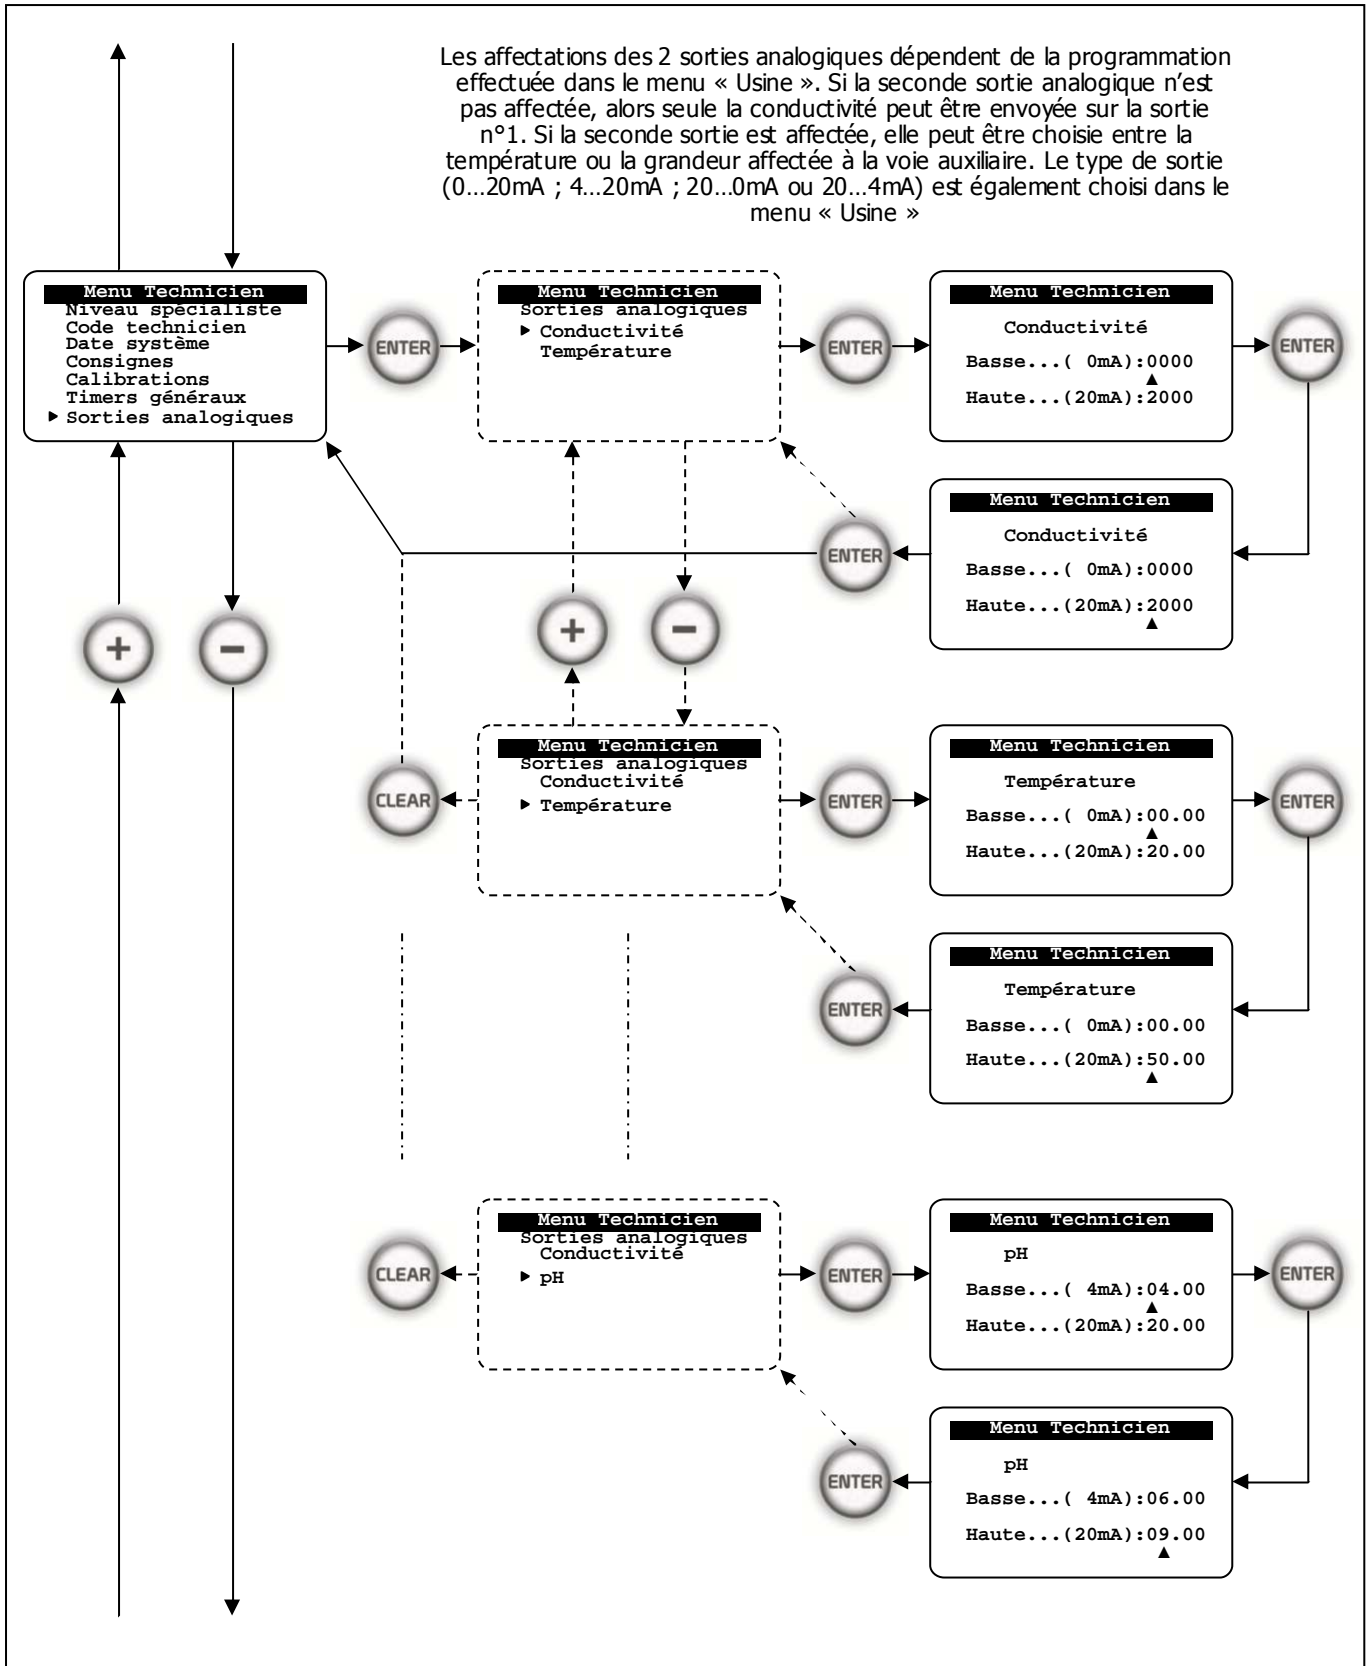 Les affectations des 2 sorties analogiques dépendent de la programmation
effectuée dans le menu « Usine ». Si la seconde sortie analogique n'est
pas affectée, alors seule la conductivité peut être envoyée sur la sortie
n°1. Si la seconde sortie est affectée, elle peut être choisie entre la
température ou la grandeur affectée à la voie auxiliaire. Le type de sortie
(0…20mA ; 4…20mA ; 20…0mA ou 20…4mA) est également choisi dans le
menu « Usine »
Menu Technicien
Niveau spécialiste
Code technicien
Date système
Consignes
Calibrations
Timers généraux
▶ Sorties analogiques
ENTER
Menu Technicien
Sorties analogiques
▶ Conductivité
Température
ENTER
Menu Technicien
Conductivité
Basse...( 0mA):0000
▲
Haute...(20mA):2000
ENTER
Menu Technicien
Conductivité
Basse...( 0mA):0000
Haute...(20mA):2000
▲
ENTER
+
-
+
-
CLEAR
Menu Technicien
Sorties analogiques
Conductivité
▶ Température
ENTER
Menu Technicien
Température
Basse...( 0mA):00.00
▲
Haute...(20mA):20.00
ENTER
Menu Technicien
Température
Basse...( 0mA):00.00
Haute...(20mA):50.00
▲
ENTER
CLEAR
Menu Technicien
Sorties analogiques
Conductivité
▶ pH
ENTER
Menu Technicien
pH
Basse...( 4mA):04.00
▲
Haute...(20mA):20.00
ENTER
Menu Technicien
pH
Basse...( 4mA):06.00
Haute...(20mA):09.00
▲
ENTER